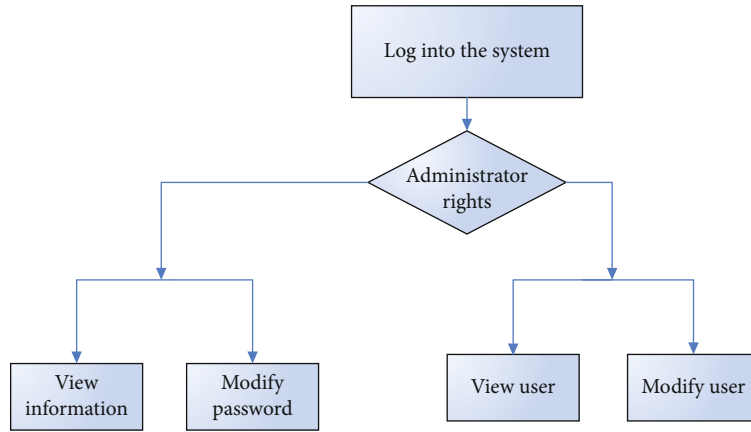 Log into the system
Administrator
rights
View
information
Modify
password
View user
Modify user